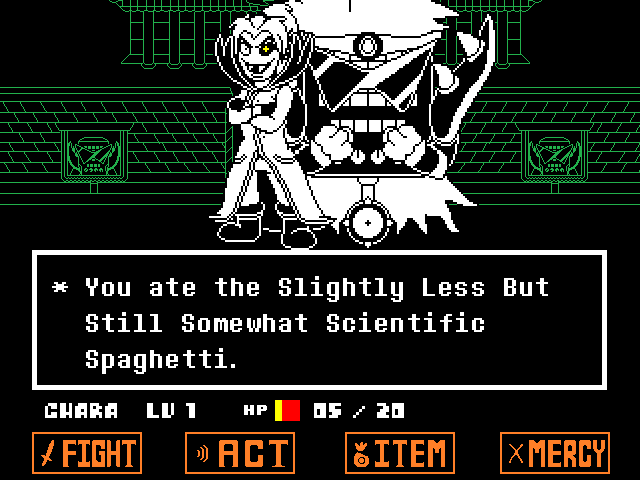 * You ate the Slightly Less But
Still Somewhat Scientific
Spaghetti.
CHARA LV 1 HP 05 / 20
FIGHT ACT ITEM MERCY